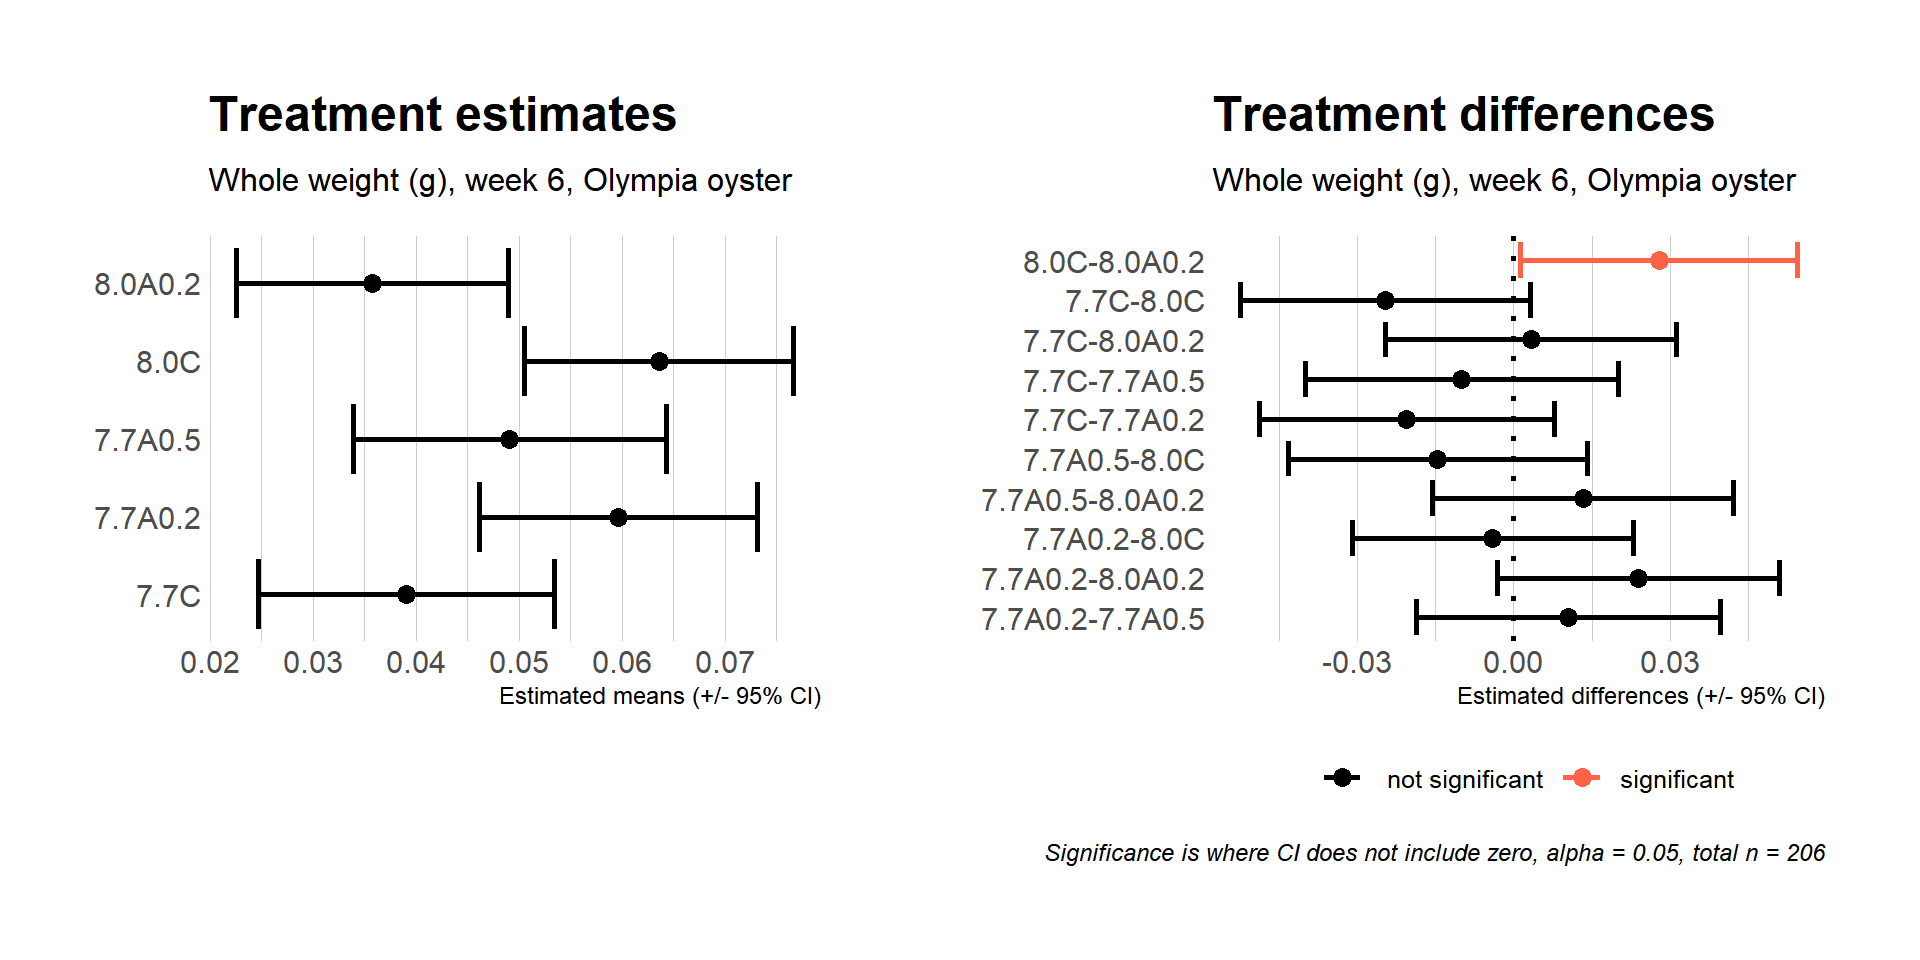 Treatment estimates
Whole weight (g), week 6, Olympia oyster
8.0A0.2
8.0C
7.7A0.5
7.7A0.2
7.7C
0.02 0.03 0.04 0.05 0.06 0.07
Estimated means (+/- 95% CI)
Treatment differences
Whole weight (g), week 6, Olympia oyster
8.0C-8.0A0.2
7.7C-8.0C
7.7C-8.0A0.2
7.7C-7.7A0.5
7.7C-7.7A0.2
7.7A0.5-8.0C
7.7A0.5-8.0A0.2
7.7A0.2-8.0C
7.7A0.2-8.0A0.2
7.7A0.2-7.7A0.5
-0.03 0.00 0.03
Estimated differences (+/- 95% CI)
not significant significant
Significance is where CI does not include zero, alpha = 0.05, total n = 206